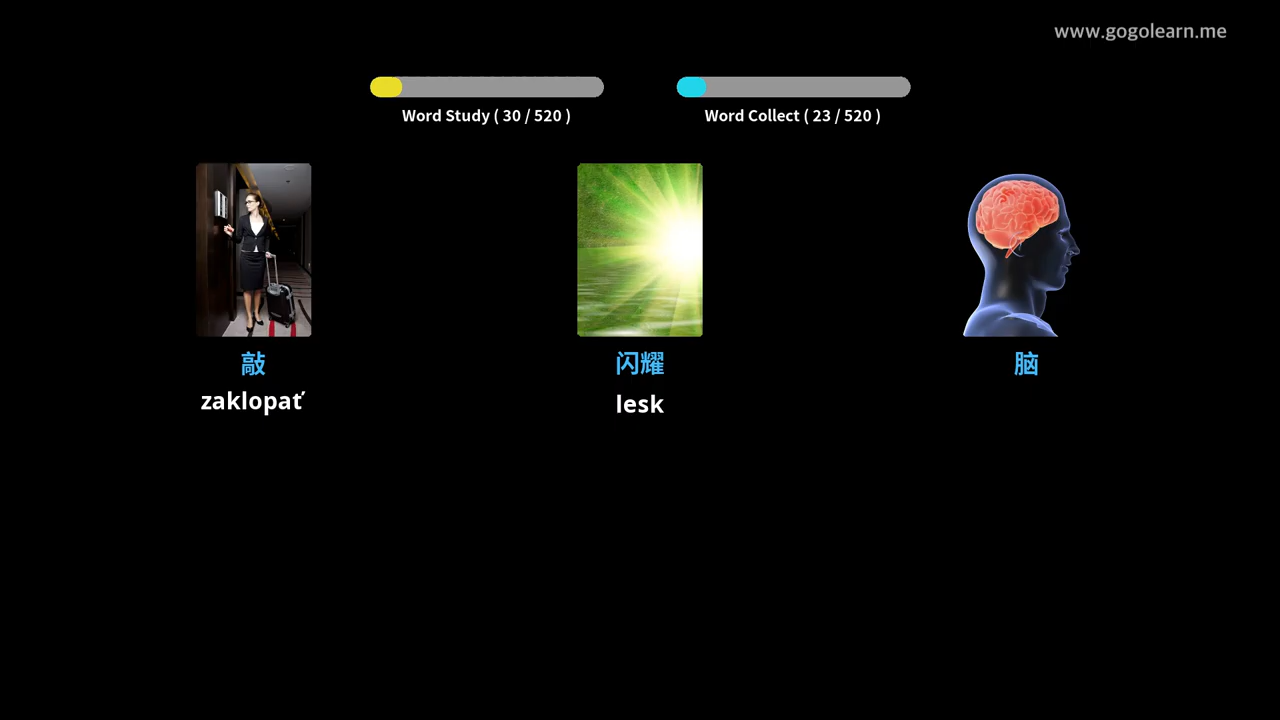 www.gogolearn.me
Word Study ( 30 / 520 )
Word Collect ( 23 / 520 )
敲
闪耀
脑
zaklopať
lesk